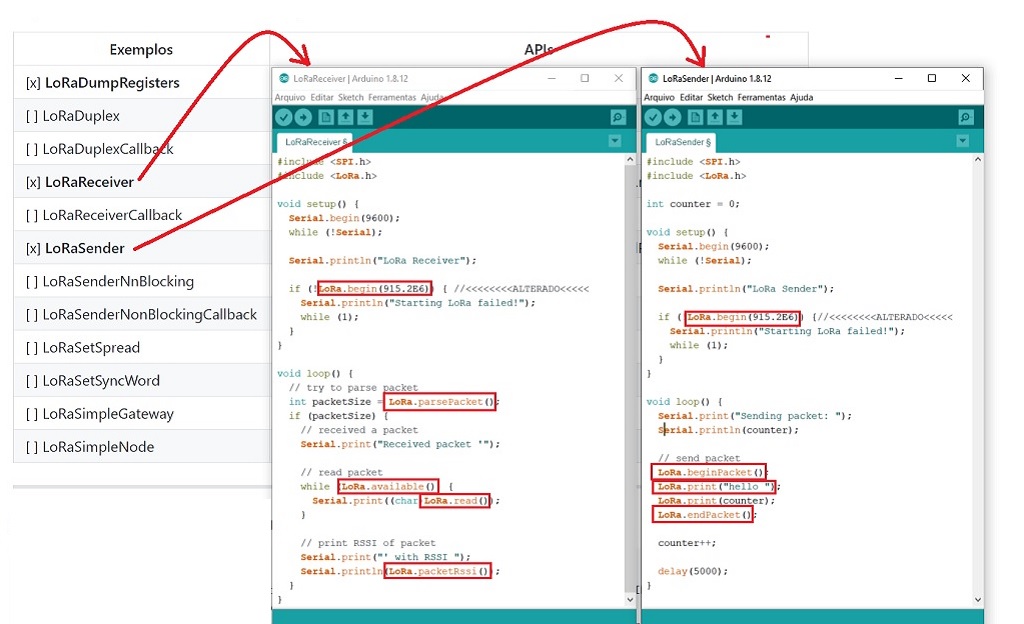 Exemplos
APIs
[x] LoRaDumpRegisters
[ ] LoRaDuplex
[ ] LoRaDuplexCallback
[x] LoRaReceiver
[ ] LoRaReceiverCallback
[x] LoRaSender
[ ] LoRaSenderNnBlocking
[ ] LoRaSenderNonBlockingCallback
[ ] LoRaSetSpread
[ ] LoRaSetSyncWord
[ ] LoRaSimpleGateway
[ ] LoRaSimpleNode
LoRaReceiver | Arduino 1.8.12
Arquivo Editar Sketch Ferramentas Ajuda
LoRaReceiver §
#include <SPI.h>
#include <LoRa.h>
void setup() {
Serial.begin(9600);
while (!Serial);
Serial.println("LoRa Receiver");
if (!LoRa.begin(915.2E6)) { //<<<<<<<<ALTERADO<<<<<
Serial.println("Starting LoRa failed!");
while (1);
}
}
void loop() {
// try to parse packet
int packetSize = LoRa.parsePacket();
if (packetSize) {
// received a packet
Serial.print("Received packet '");
// read packet
while (LoRa.available()) {
Serial.print((char)LoRa.read());
}
// print RSSI of packet
Serial.print("' with RSSI ");
Serial.println(LoRa.packetRssi());
}
}
LoRaSender | Arduino 1.8.12
Arquivo Editar Sketch Ferramentas Ajuda
LoRaSender §
#include <SPI.h>
#include <LoRa.h>
int counter = 0;
void setup() {
Serial.begin(9600);
while (!Serial);
Serial.println("LoRa Sender");
if (!LoRa.begin(915.2E6)) {//<<<<<<<<ALTERADO<<<<<
Serial.println("Starting LoRa failed!");
while (1);
}
}
void loop() {
Serial.print("Sending packet: ");
Serial.println(counter);
// send packet
LoRa.beginPacket();
LoRa.print("hello ");
LoRa.print(counter);
LoRa.endPacket();
counter++;
delay(5000);
}